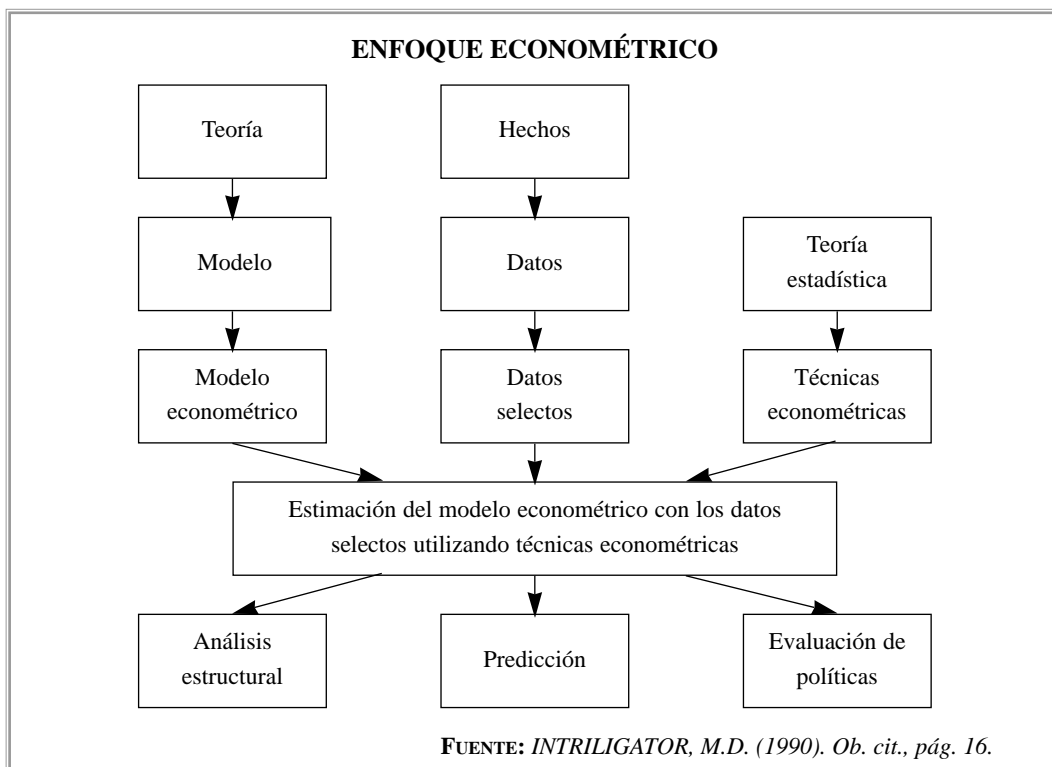 ENFOQUE ECONOMÉTRICO
Teoría
Hechos
Modelo
Datos
Teoría
estadística
Modelo
econométrico
Datos
selectos
Técnicas
econométricas
Estimación del modelo econométrico con los datos
selectos utilizando técnicas econométricas
Análisis
estructural
Predicción
Evaluación de
políticas
FUENTE: INTRILIGATOR, M.D. (1990). Ob. cit., pág. 16.